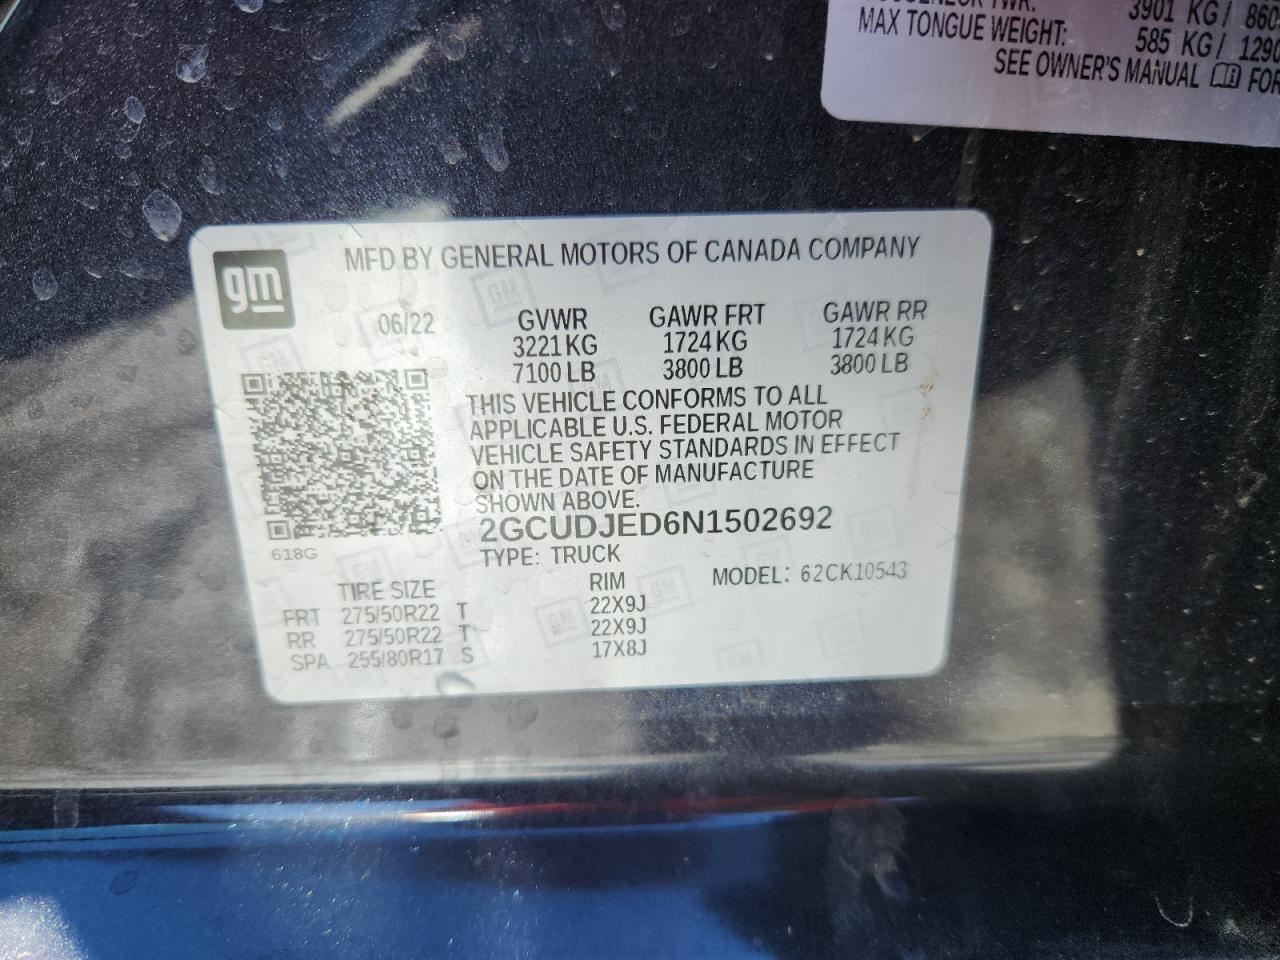 3901 KG/ 860
MAX TONGUE WEIGHT: 585 KG/ 1290
SEE OWNER'S MANUAL FOR
gm
MFD BY GENERAL MOTORS OF CANADA COMPANY
06/22 GVWR GAWR FRT GAWR RR
3221 KG 1724 KG 1724 KG
7100 LB 3800 LB 3800 LB
THIS VEHICLE CONFORMS TO ALL
APPLICABLE U.S. FEDERAL MOTOR
VEHICLE SAFETY STANDARDS IN EFFECT
ON THE DATE OF MANUFACTURE
SHOWN ABOVE.
2GCUDJED6N1502692
618G
TYPE: TRUCK
MODEL: 62CK10543
TIRE SIZE RIM
FRT 275/50R22 T 22X9J
RR 275/50R22 T 22X9J
SPA 255/80R17 S 17X8J